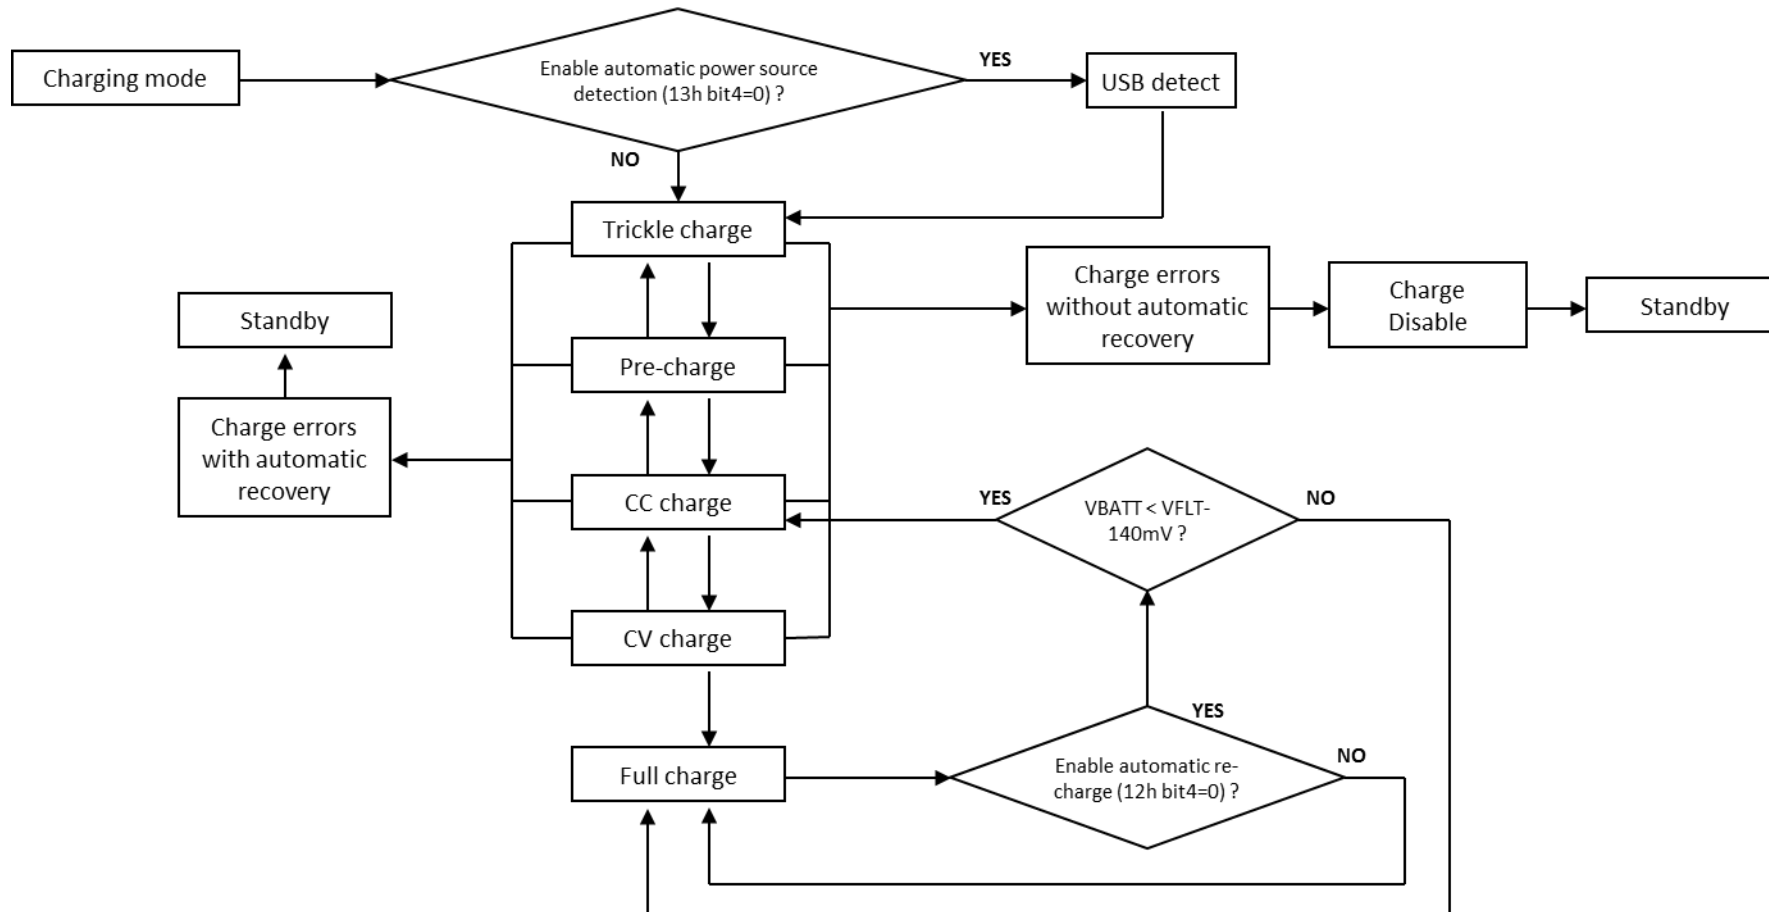 Charging mode
Enable automatic power source
detection (13h bit4=0) ?
YES
USB detect
NO
Trickle charge
Charge errors
without automatic
recovery
Charge
Disable
Standby
Standby
Pre-charge
Charge errors
with automatic
recovery
CC charge
YES
VBATT < VFLT-
140mV ?
NO
CV charge
YES
Full charge
Enable automatic re-
charge (12h bit4=0) ?
NO